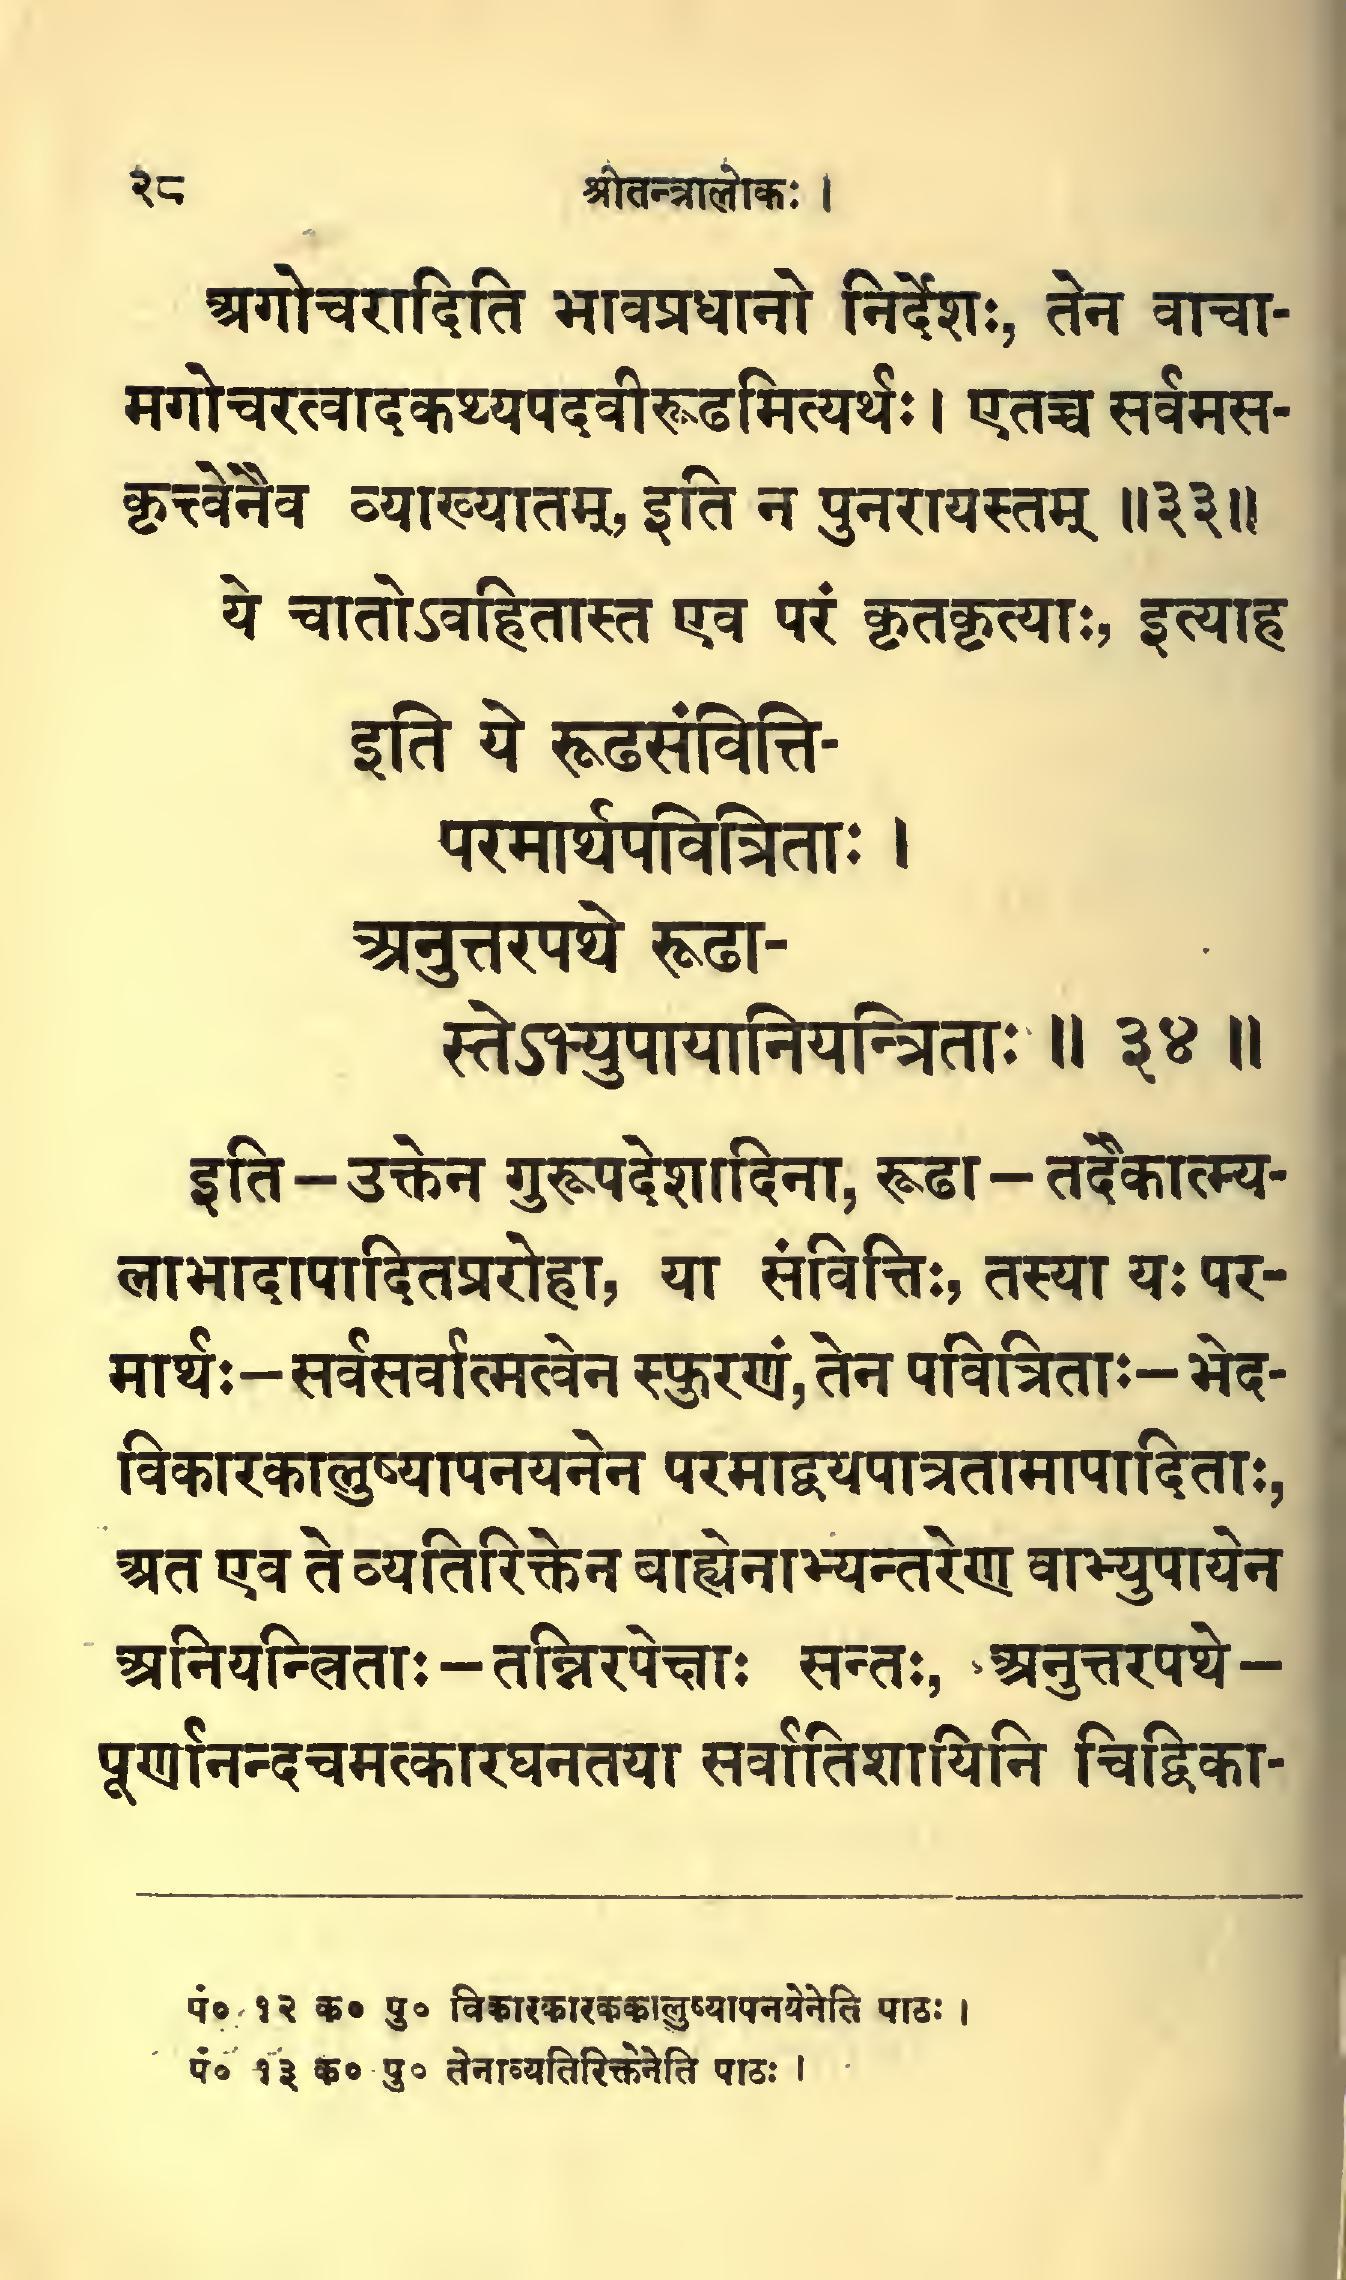 २८ श्रीतन्त्रालोकः ।
अगोचरादिति भावप्रधानो निर्देशः, तेन वाचा-
मगोचरत्वादकथ्यपदवीरूढमित्यर्थः। एतच्च सर्वमस-
कृत्त्वेनैव व्याख्यातम्, इति न पुनरायस्तम् ॥३३॥
ये चातोऽवहितास्त एव परं कृतकृत्याः, इत्याह
इति ये रूढसंवित्ति-
परमार्थपवित्रिताः ।
अनुत्तरपथे रूढा-
स्तेऽभ्युपायानियन्त्रिताः ॥ ३४ ॥
इति – उक्तेन गुरूपदेशादिना, रूढा – तदैकात्म्य-
लाभादापादितप्ररोहा, या संवित्तिः, तस्या यः पर-
मार्थः – सर्वसर्वात्मत्वेन स्फुरणं, तेन पवित्रिताः – भेद-
विकारकालुष्यापनयनेन परमाद्वयपात्रतामापादिताः,
अत एव ते व्यतिरिक्तेन बाह्येनाभ्यन्तरेण वाभ्युपायेन
अनियन्त्रिताः – तन्निरपेक्षाः सन्तः, अनुत्तरपथे –
पूर्णानन्दचमत्कारघनतया सर्वातिशायिनि चिद्विका-
पं० १२ क० पु० विकारकारककालुष्यापनयेनेति पाठः ।
पं० १३ क० पु० तेनाव्यतिरिक्तेनेति पाठः ।